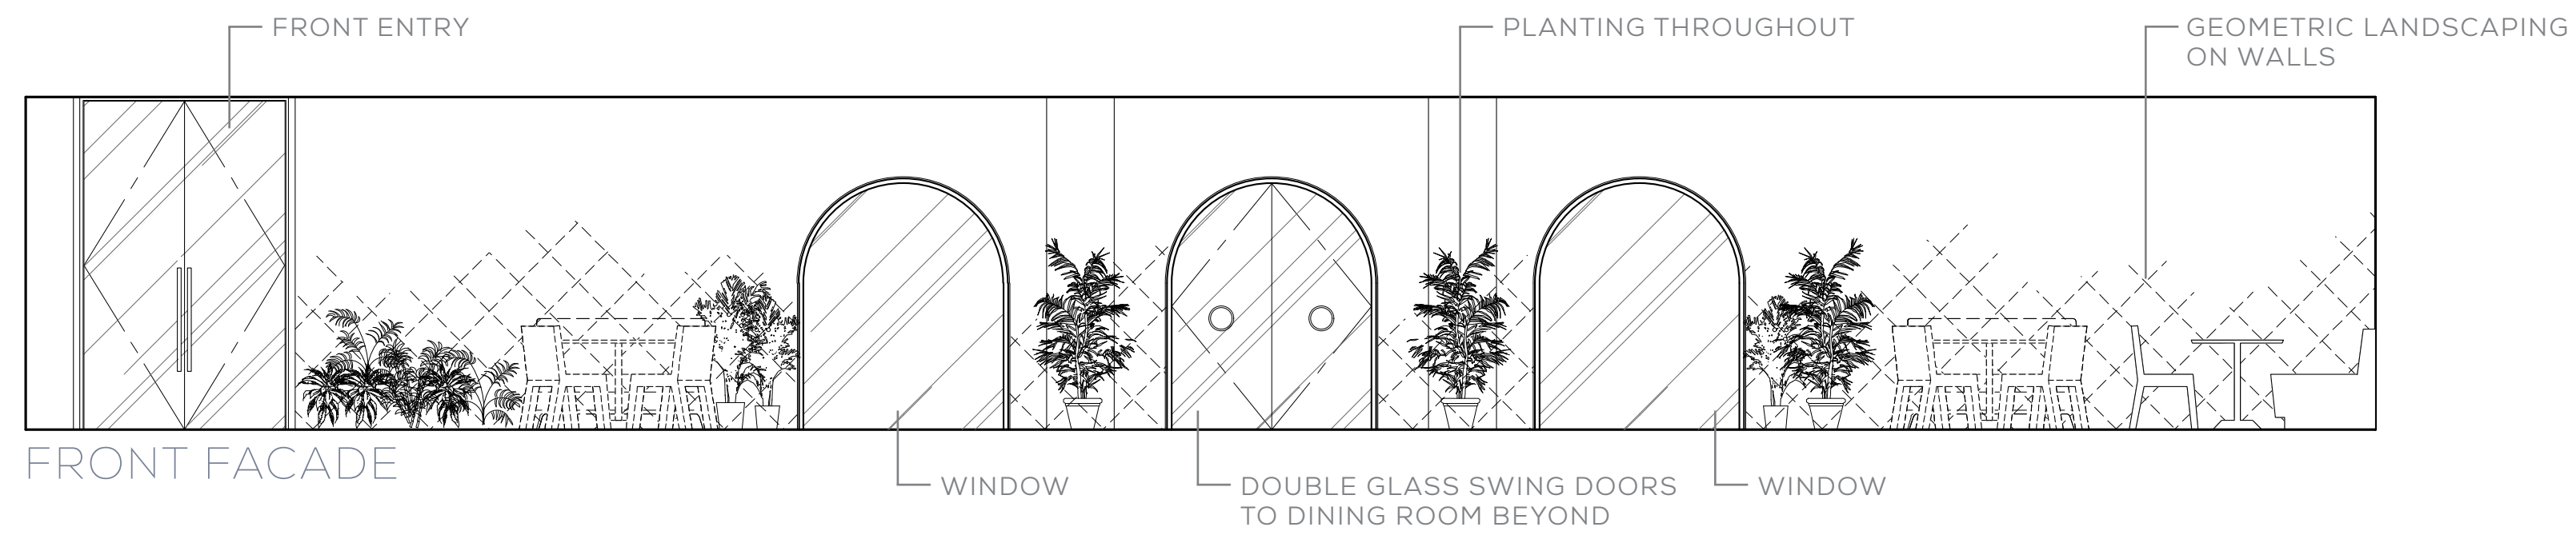 FRONT ENTRY
PLANTING THROUGHOUT
GEOMETRIC LANDSCAPING
ON WALLS
FRONT FACADE
WINDOW
DOUBLE GLASS SWING DOORS
TO DINING ROOM BEYOND
WINDOW